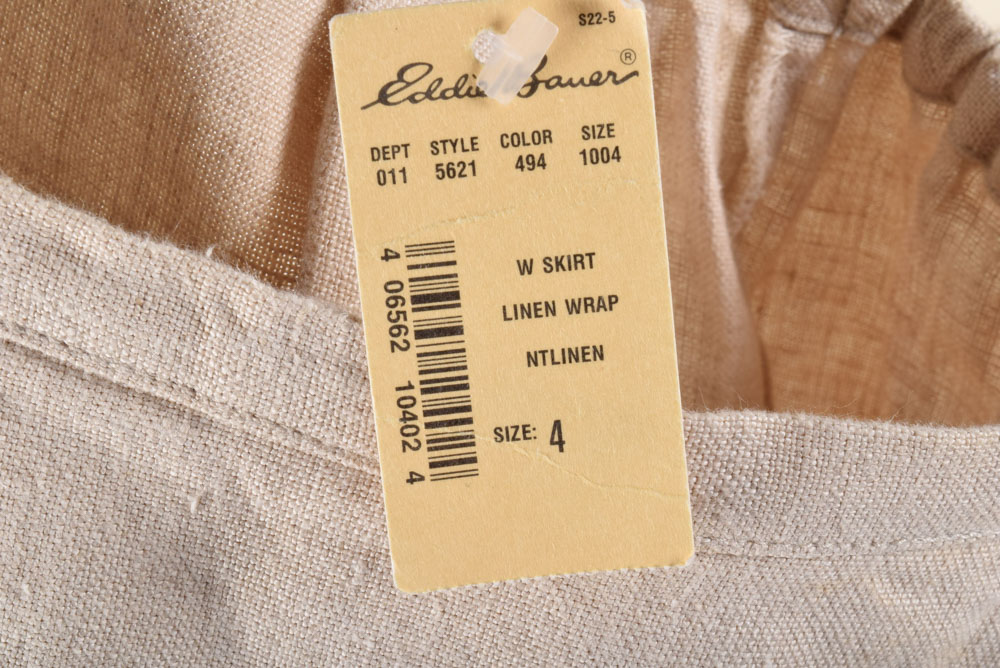 S22-5
Eddie Bauer®
DEPT STYLE COLOR SIZE
011 5621 494 1004
W SKIRT
LINEN WRAP
NTLINEN
SIZE: 4
4 06562 10402 4